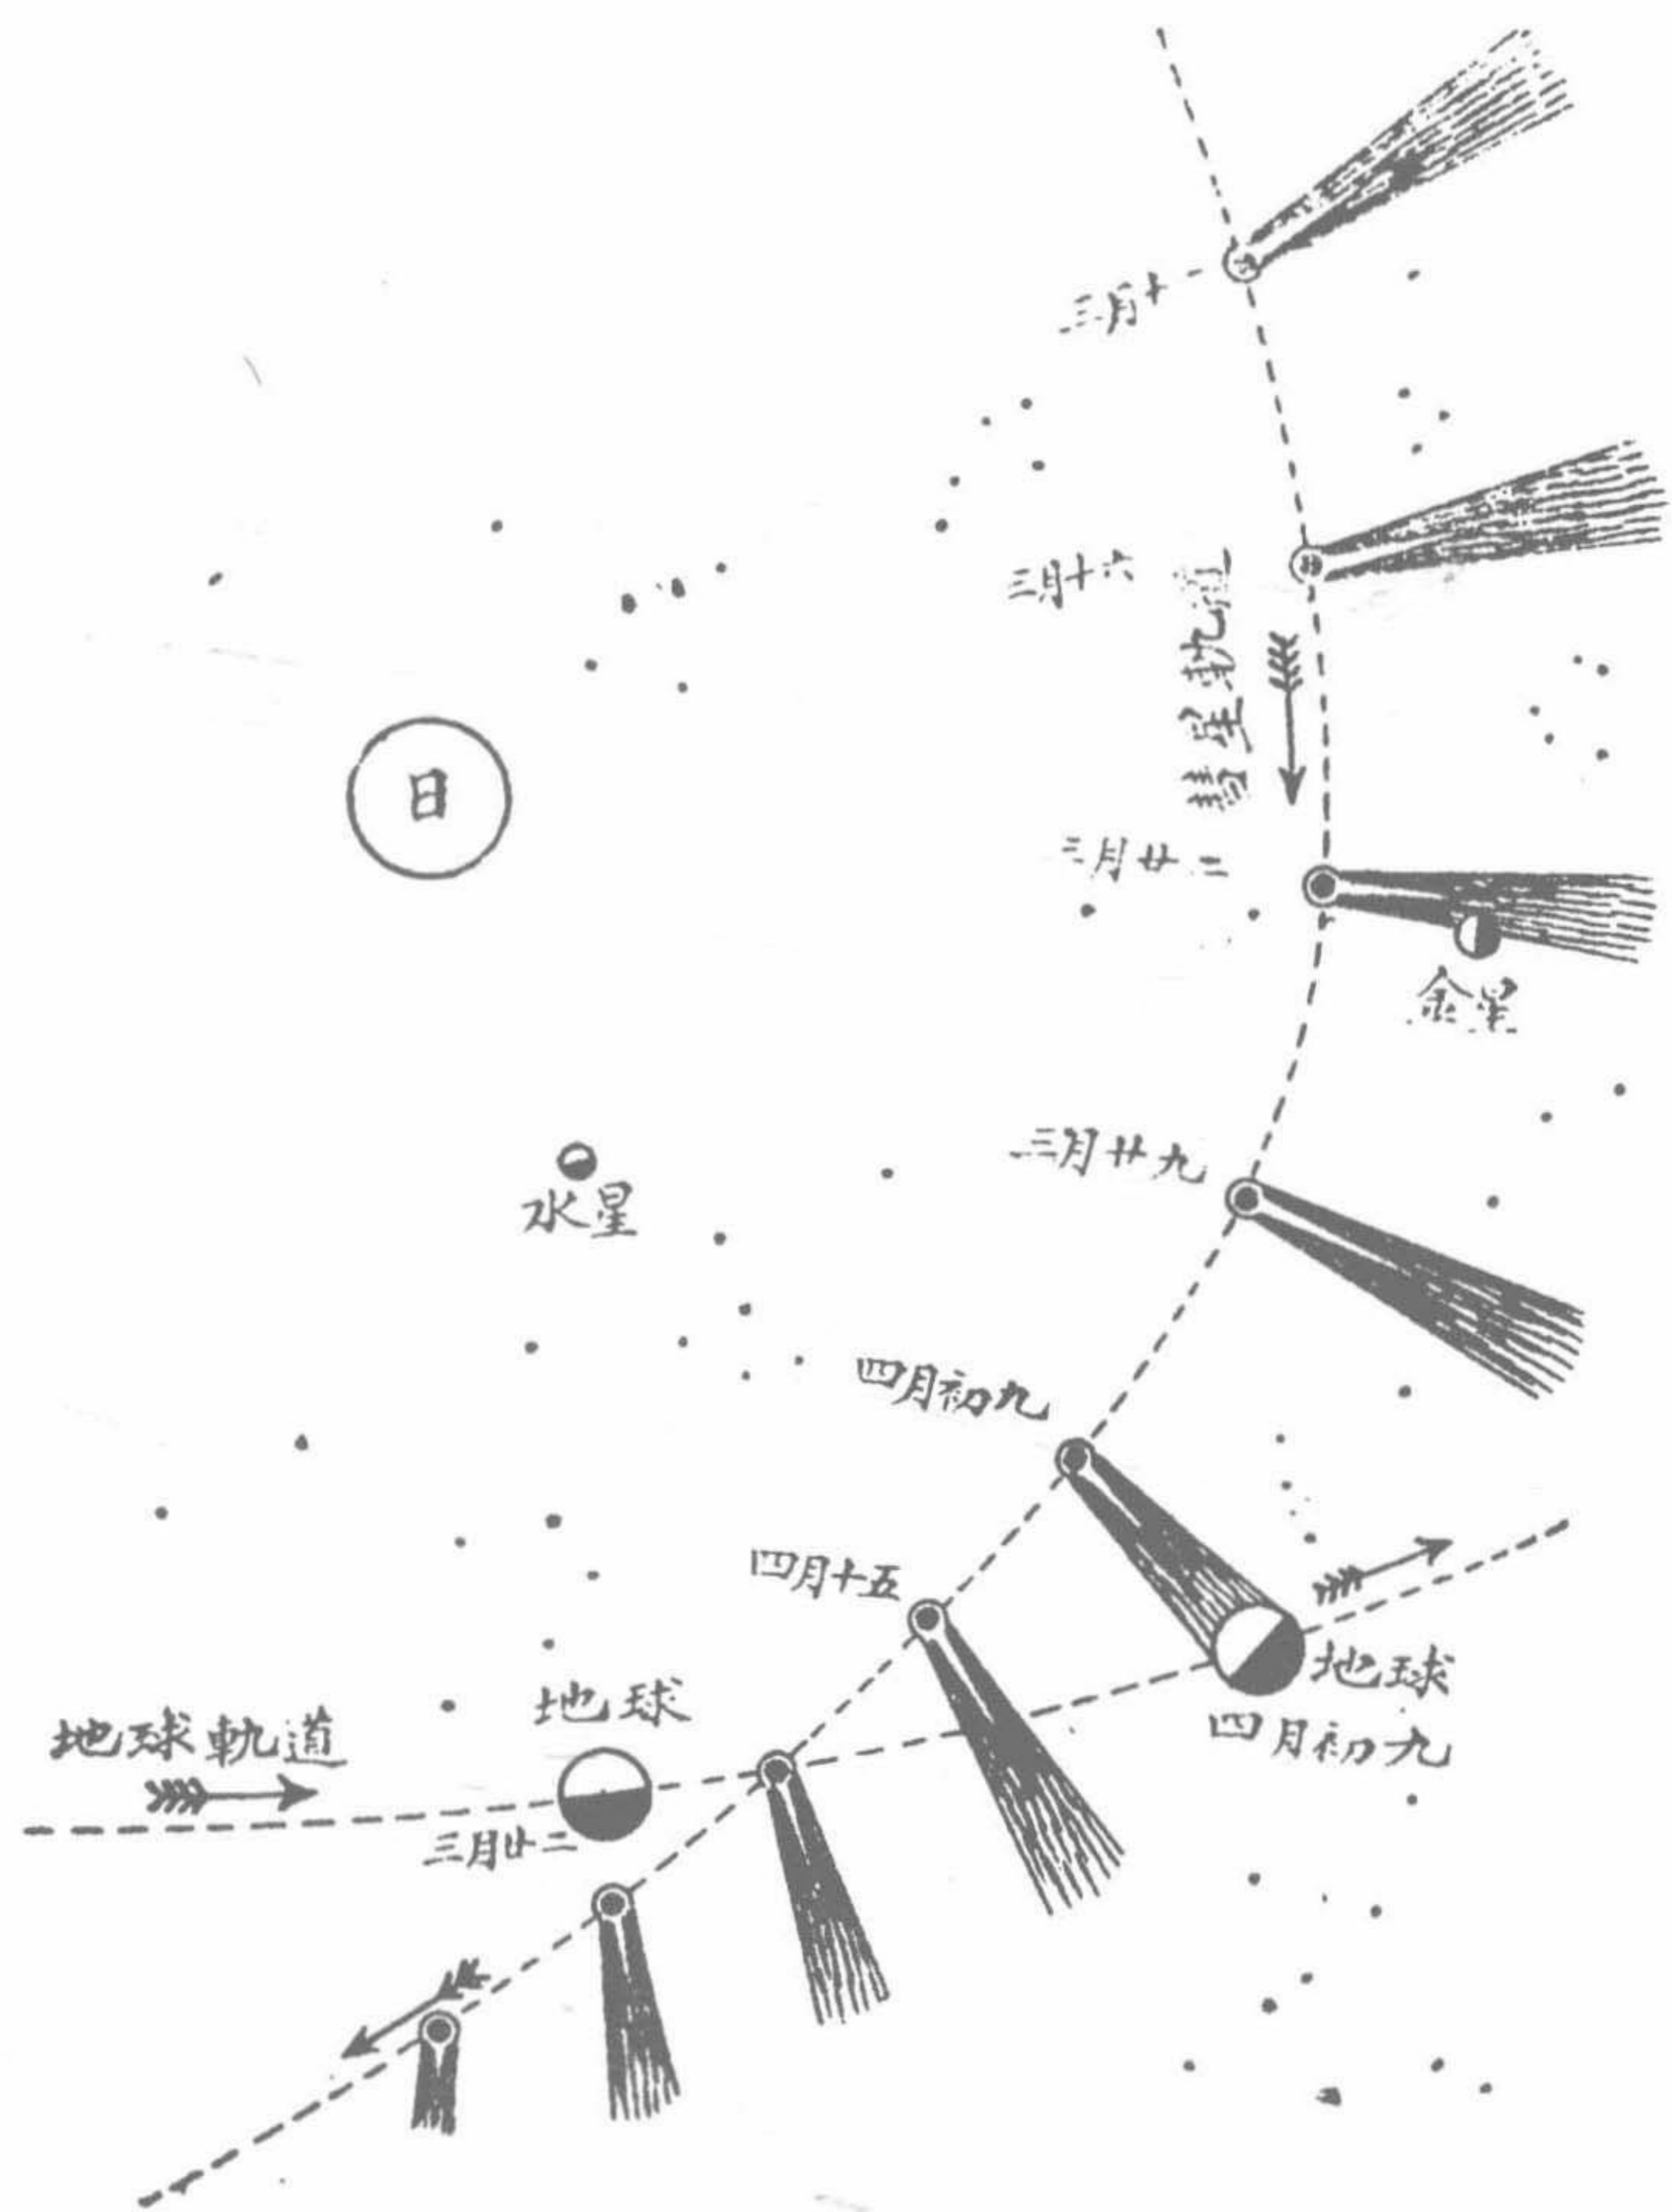 三月十
三月十六
彗星軌道
日
三月廿二
金星
三月廿九
水星
四月初九
四月十五
地球
四月初九
地球
地球軌道
三月廿二